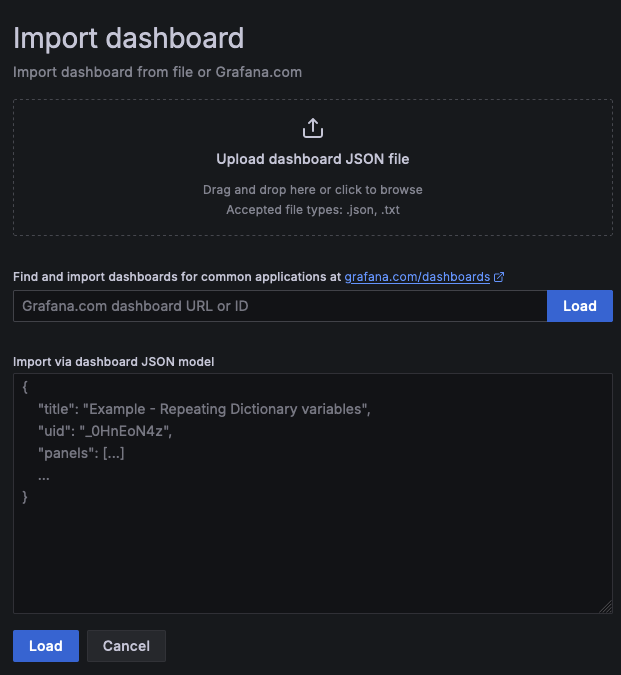 Import dashboard
Import dashboard from file or Grafana.com
Upload dashboard JSON file
Drag and drop here or click to browse
Accepted file types: .json, .txt
Find and import dashboards for common applications at grafana.com/dashboards
Grafana.com dashboard URL or ID
Load
Import via dashboard JSON model
{
    "title": "Example - Repeating Dictionary variables",
    "uid": "_0HnEoN4z",
    "panels": [...]
    ...
}
Load
Cancel